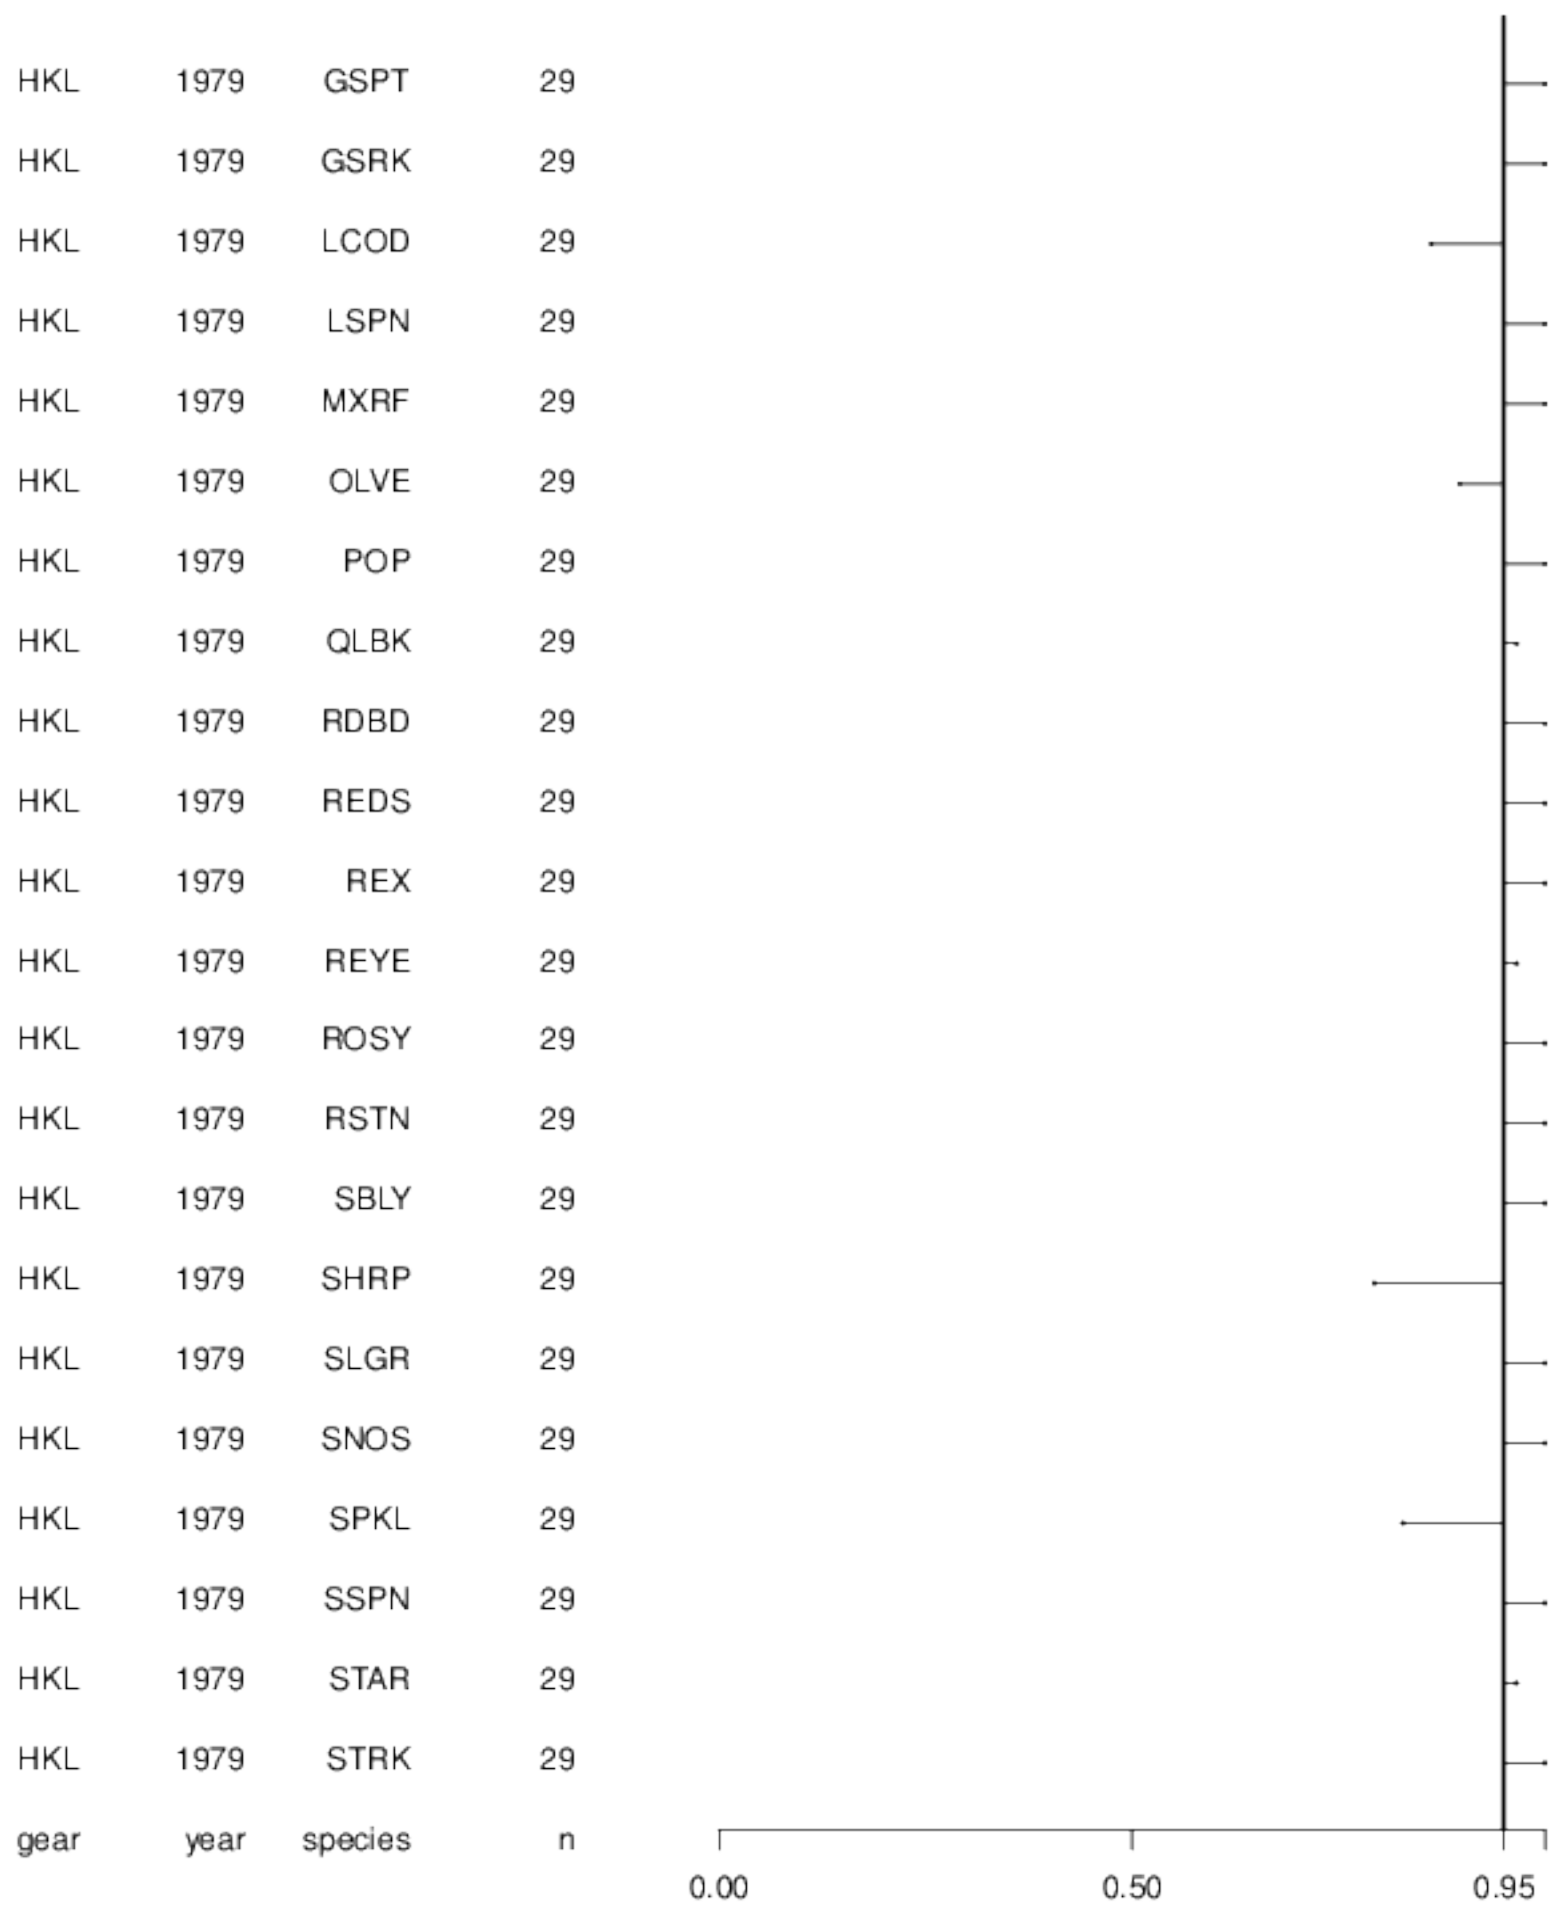 HKL 1979 GSPT 29
HKL 1979 GSRK 29
HKL 1979 LCOD 29
HKL 1979 LSPN 29
HKL 1979 MXRF 29
HKL 1979 OLVE 29
HKL 1979 POP 29
HKL 1979 QLBK 29
HKL 1979 RDBD 29
HKL 1979 REDS 29
HKL 1979 REX 29
HKL 1979 REYE 29
HKL 1979 ROSY 29
HKL 1979 RSTN 29
HKL 1979 SBLY 29
HKL 1979 SHRP 29
HKL 1979 SLGR 29
HKL 1979 SNOS 29
HKL 1979 SPKL 29
HKL 1979 SSPN 29
HKL 1979 STAR 29
HKL 1979 STRK 29
gear year species n
0.00 0.50 0.95